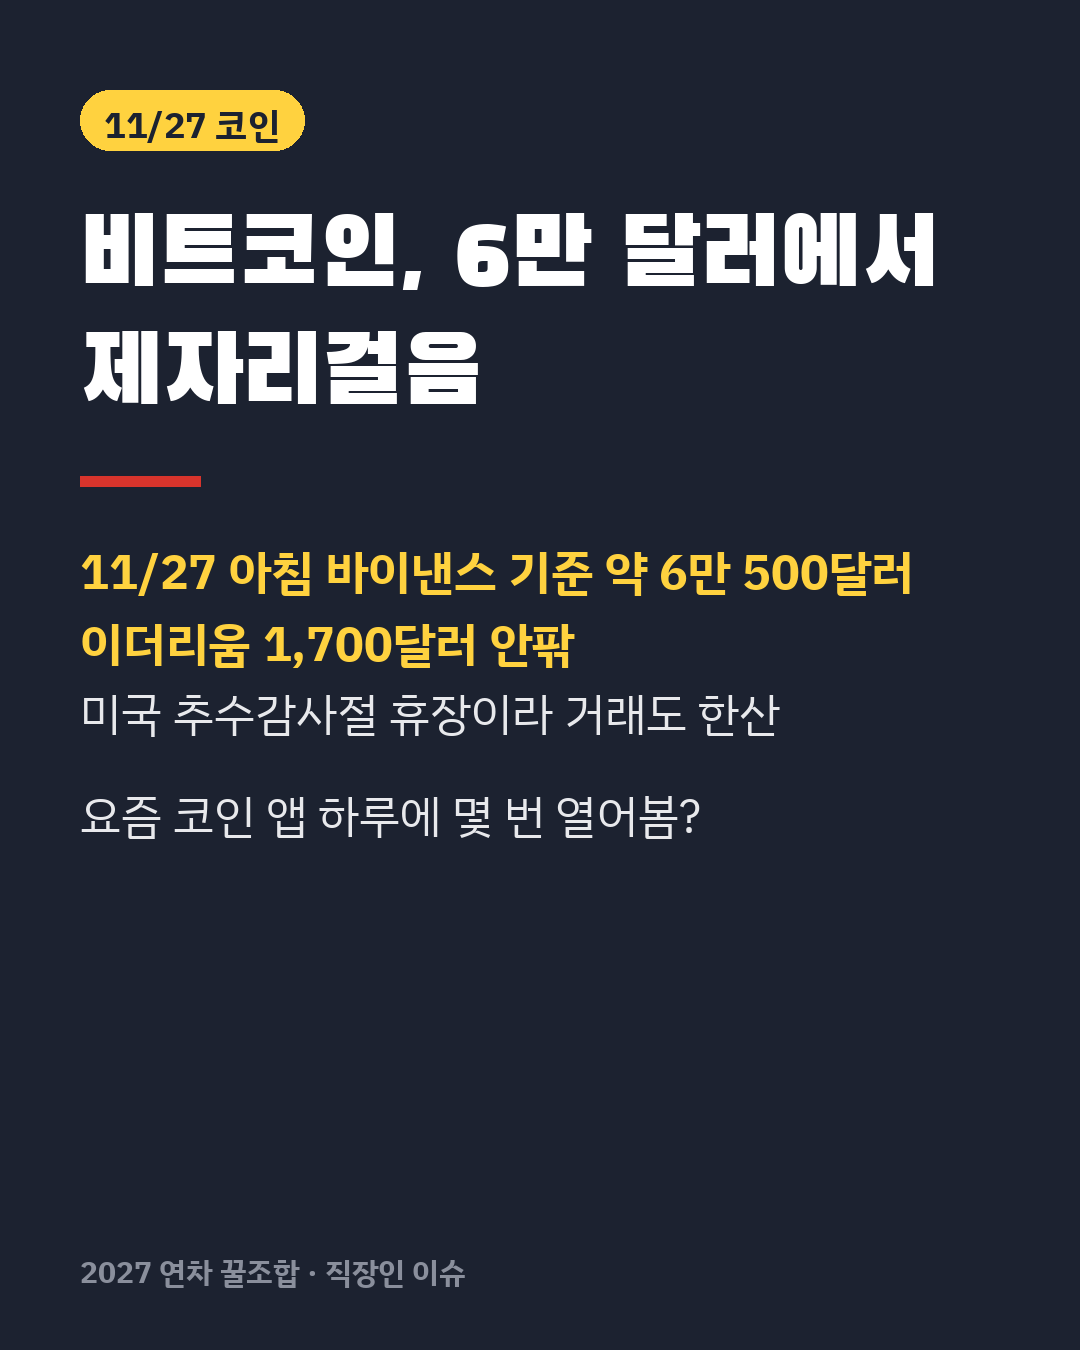 11/27 코인
비트코인, 6만 달러에서
제자리걸음
11/27 아침 바이낸스 기준 약 6만 500달러
이더리움 1,700달러 안팎
미국 추수감사절 휴장이라 거래도 한산
요즘 코인 앱 하루에 몇 번 열어봄?
2027 연차 꿀조합 · 직장인 이슈